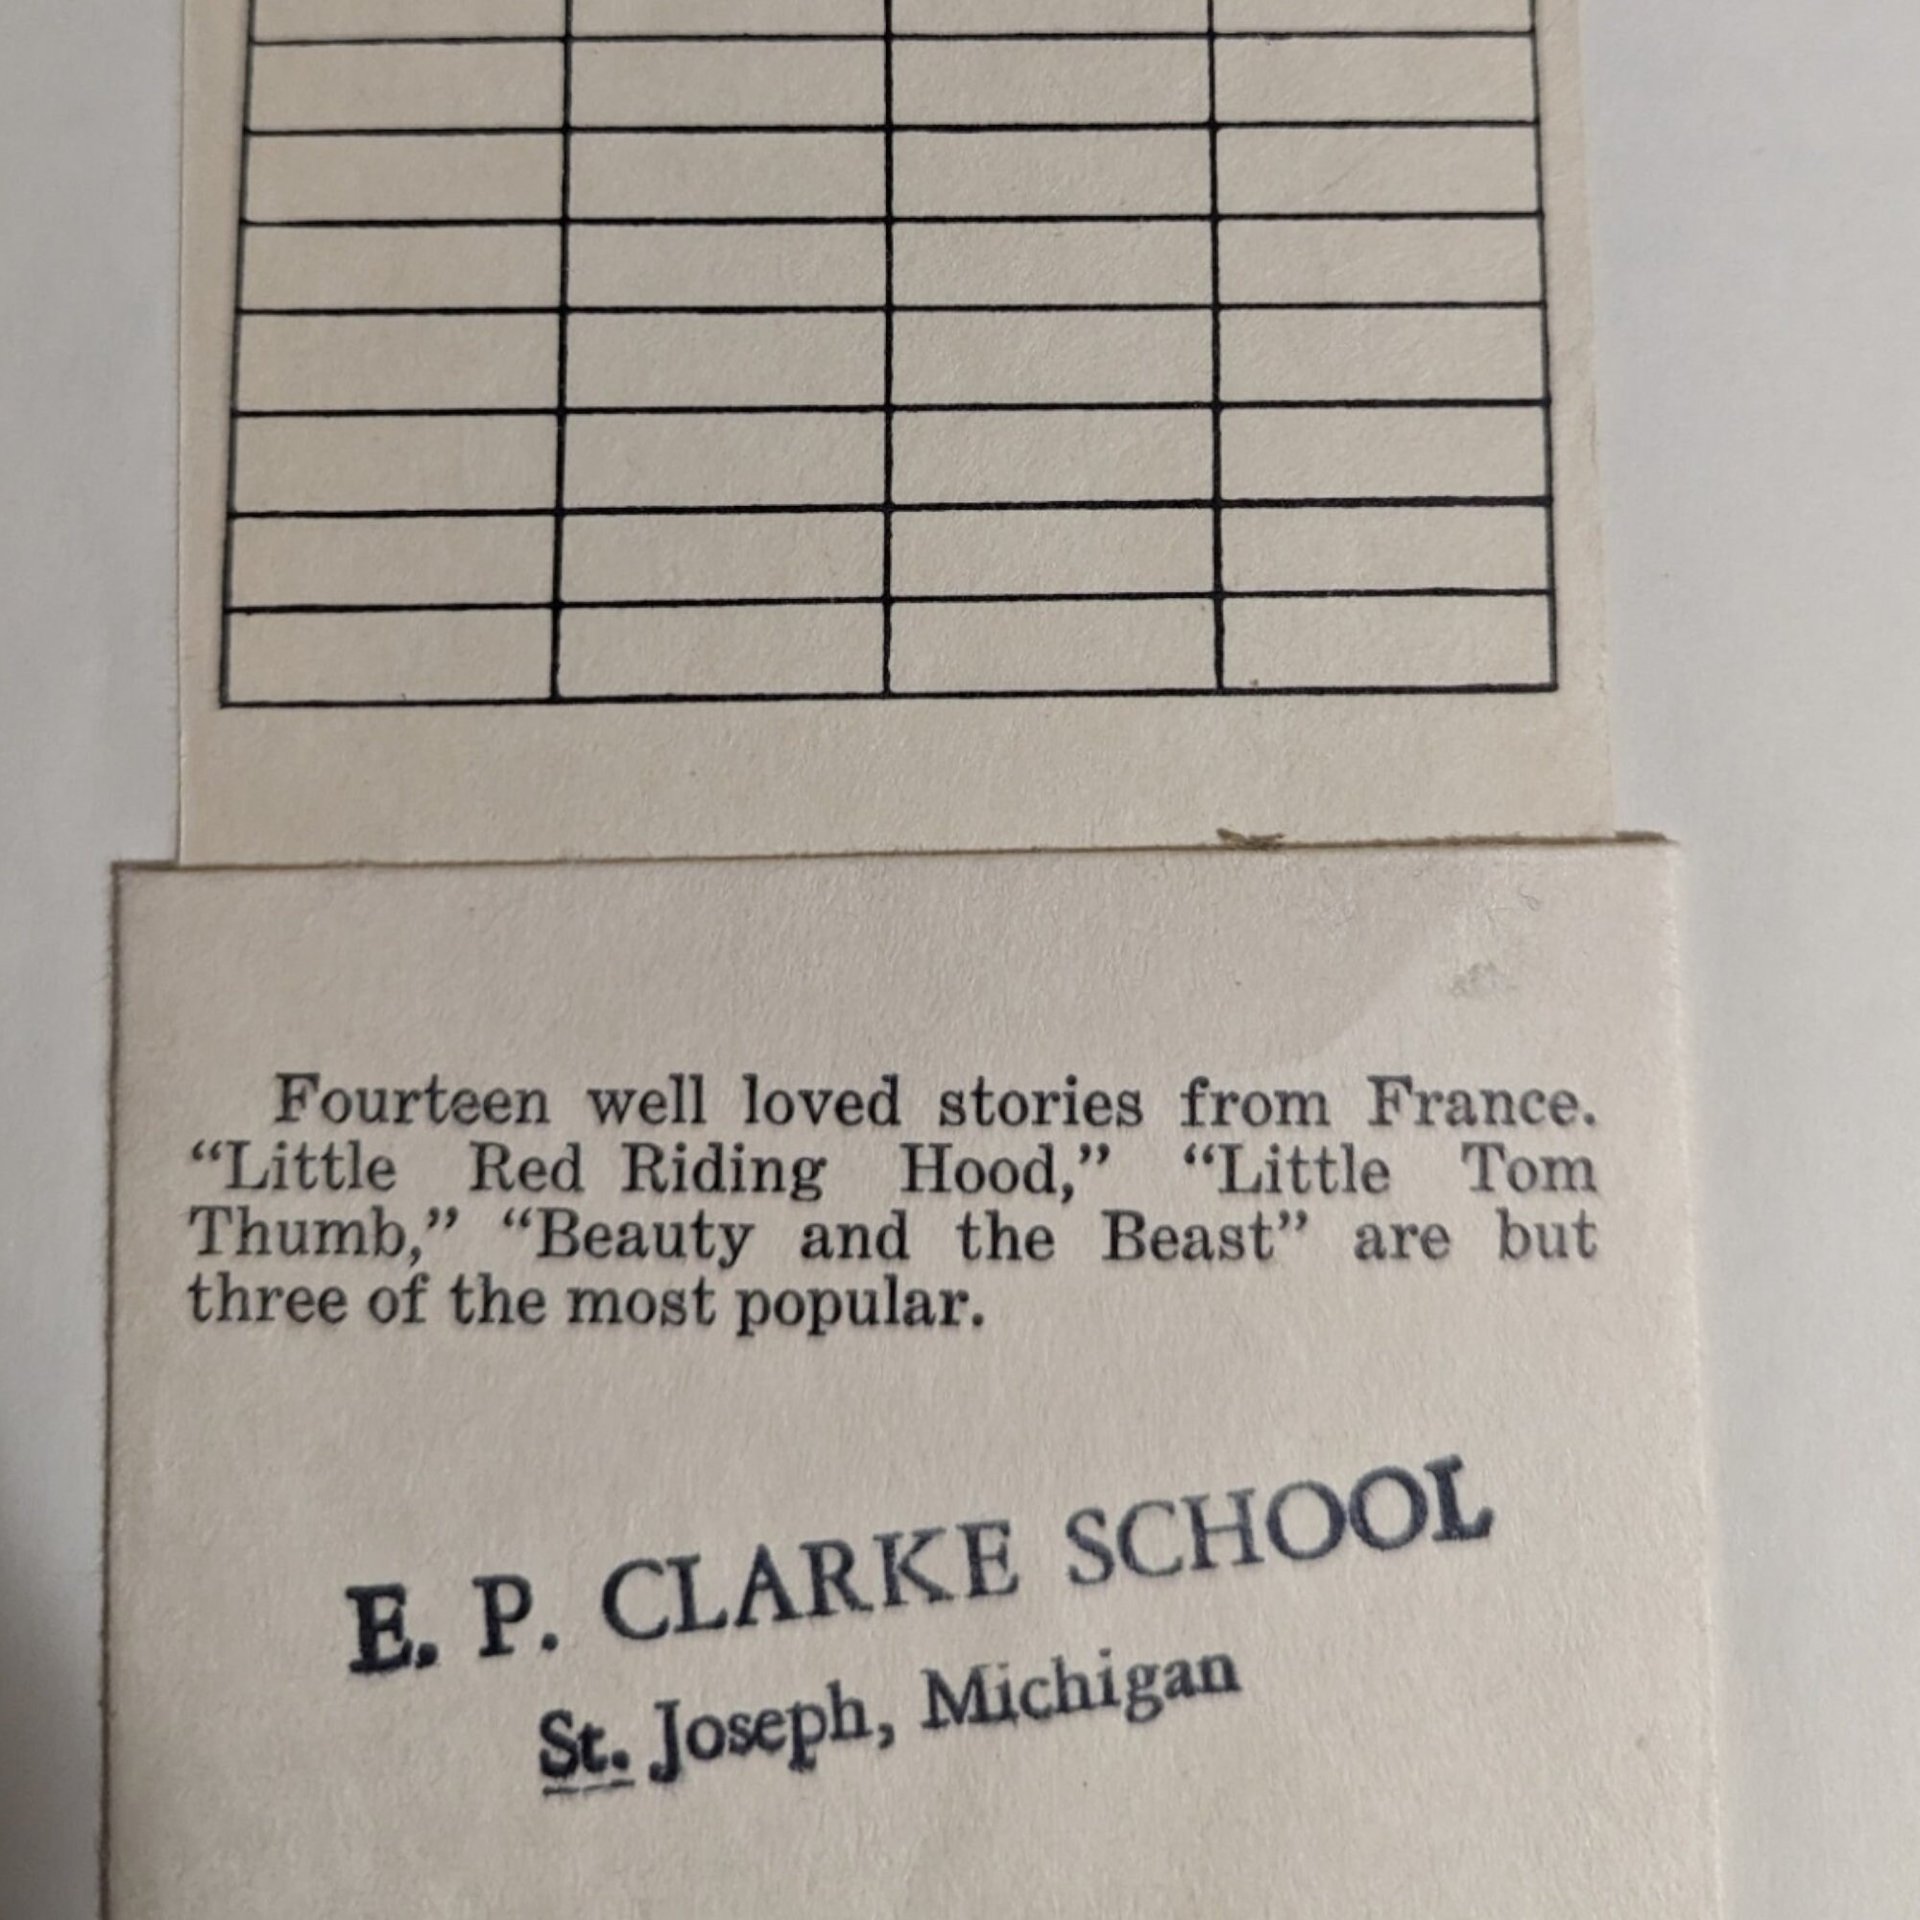 Fourteen well loved stories from France.
“Little Red Riding Hood,” “Little Tom
Thumb,” “Beauty and the Beast” are but
three of the most popular.
E. P. CLARKE SCHOOL
St. Joseph, Michigan